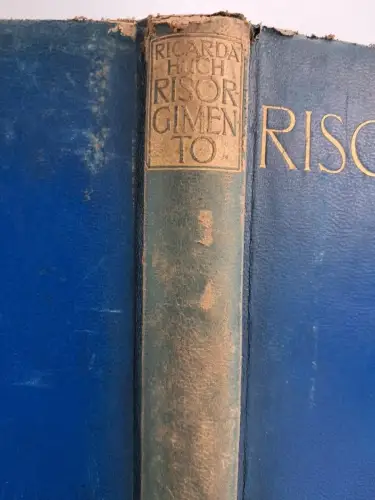 RICARDA
HUCH
RISOR
GIMEN
TO
RISO